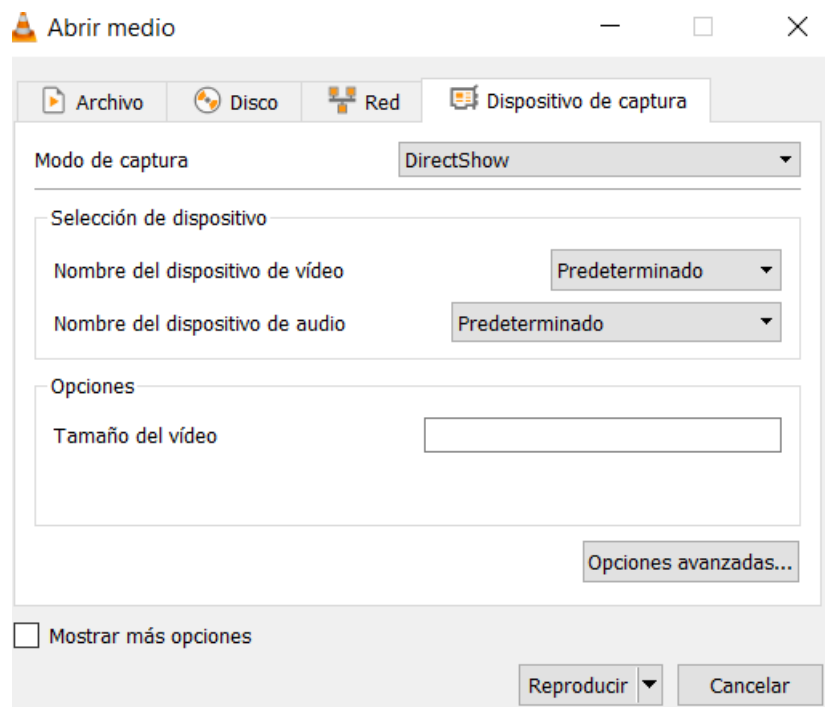 Abrir medio
Archivo Disco Red Dispositivo de captura
Modo de captura DirectShow
Selección de dispositivo
Nombre del dispositivo de vídeo Predeterminado
Nombre del dispositivo de audio Predeterminado
Opciones
Tamaño del vídeo
Opciones avanzadas...
Mostrar más opciones
Reproducir Cancelar